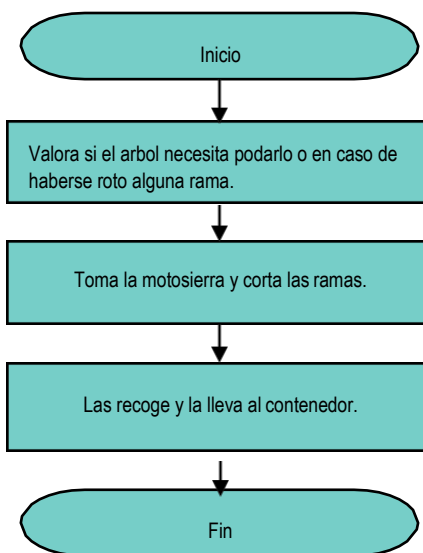 Inicio
Valora si el arbol necesita podarlo o en caso de
haberse roto alguna rama.
Toma la motosierra y corta las ramas.
Las recoge y la lleva al contenedor.
Fin